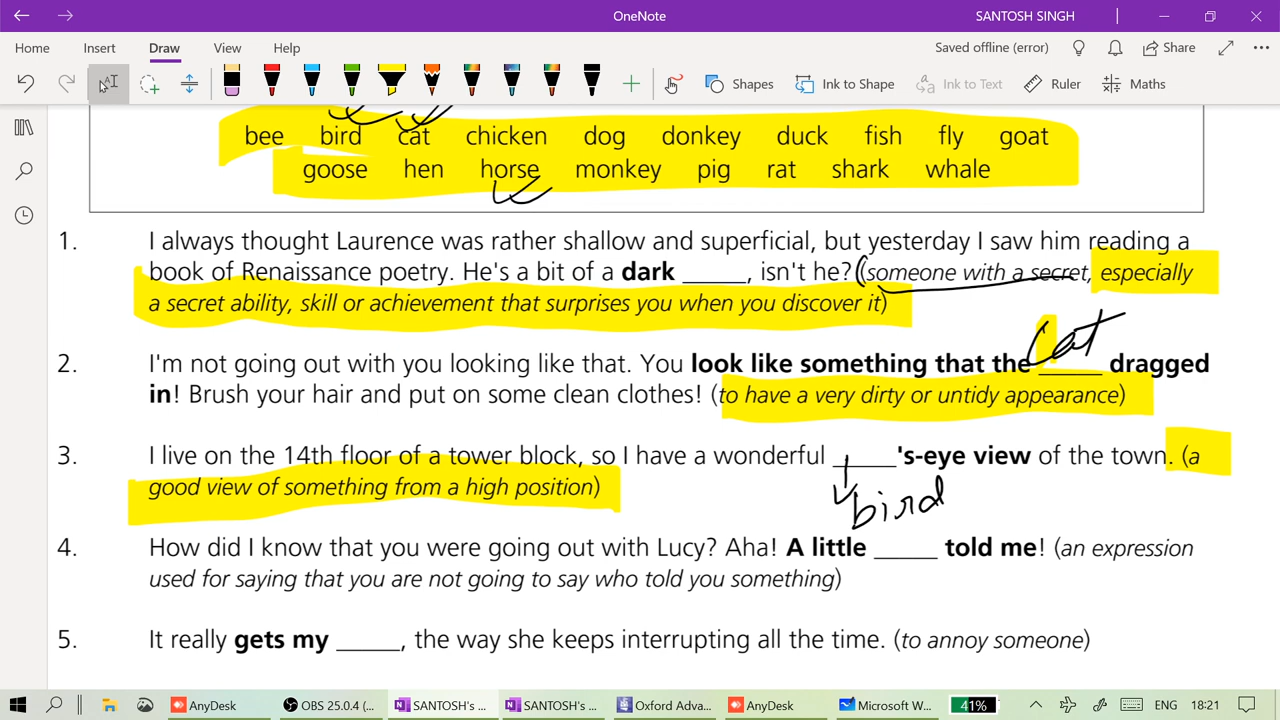 OneNote
SANTOSH SINGH
Home Insert Draw View Help
Saved offline (error) Share
Shapes Ink to Shape Ink to Text Ruler Maths
bee bird cat chicken dog donkey duck fish fly goat
goose hen horse monkey pig rat shark whale
1. I always thought Laurence was rather shallow and superficial, but yesterday I saw him reading a
book of Renaissance poetry. He's a bit of a dark _____, isn't he? (someone with a secret, especially
a secret ability, skill or achievement that surprises you when you discover it)
cat
2. I'm not going out with you looking like that. You look like something that the _____ dragged
in! Brush your hair and put on some clean clothes! (to have a very dirty or untidy appearance)
3. I live on the 14th floor of a tower block, so I have a wonderful _____'s-eye view of the town. (a
good view of something from a high position)
bird
4. How did I know that you were going out with Lucy? Aha! A little _____ told me! (an expression
used for saying that you are not going to say who told you something)
5. It really gets my _____, the way she keeps interrupting all the time. (to annoy someone)
AnyDesk OBS 25.0.4 (... SANTOSH'S... SANTOSH'S... Oxford Adva... AnyDesk Microsoft W... 41% ENG 18:21